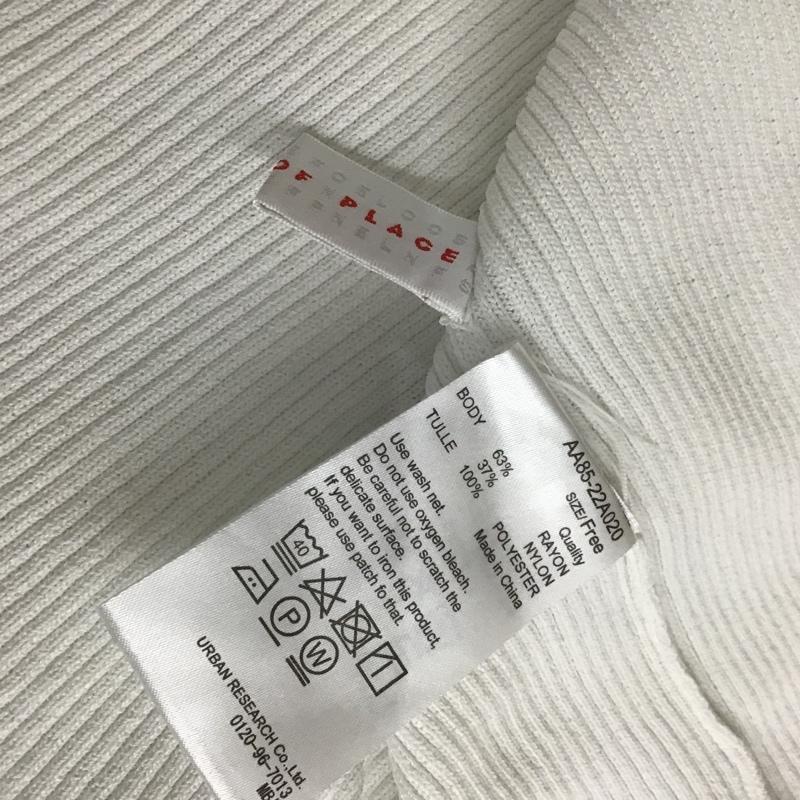 OF PLACE
AA85-22A020
SIZE/Free
Quality
BODY 63% RAYON
37% NYLON
TULLE 100% POLYESTER
Made in China
Use wash net.
Do not use oxygen bleach.
Be careful not to scratch the
delicate surface.
If you want to iron this product,
please use patch fo that.
40
P
W
URBAN RESEARCH Co.,Ltd.
0120-96-7013